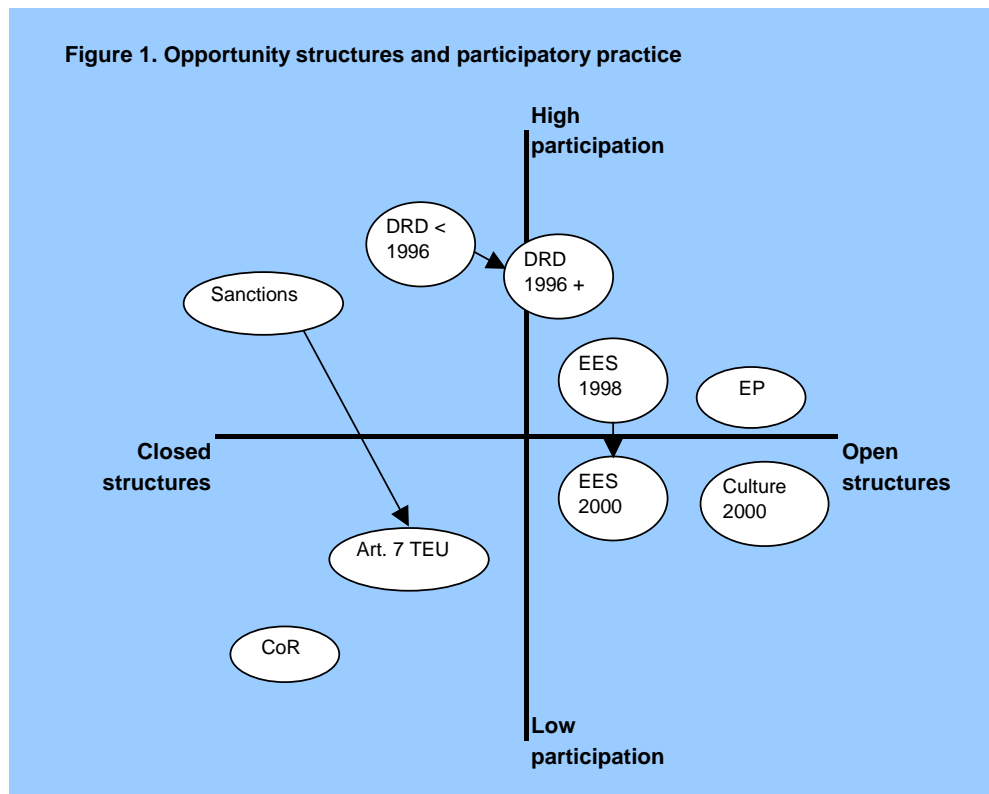 Figure 1. Opportunity structures and participatory practice
High
participation
DRD <
1996
DRD
1996 +
Sanctions
EES
1998
EP
Closed
structures
Open
structures
EES
2000
Culture
2000
Art. 7 TEU
CoR
Low
participation